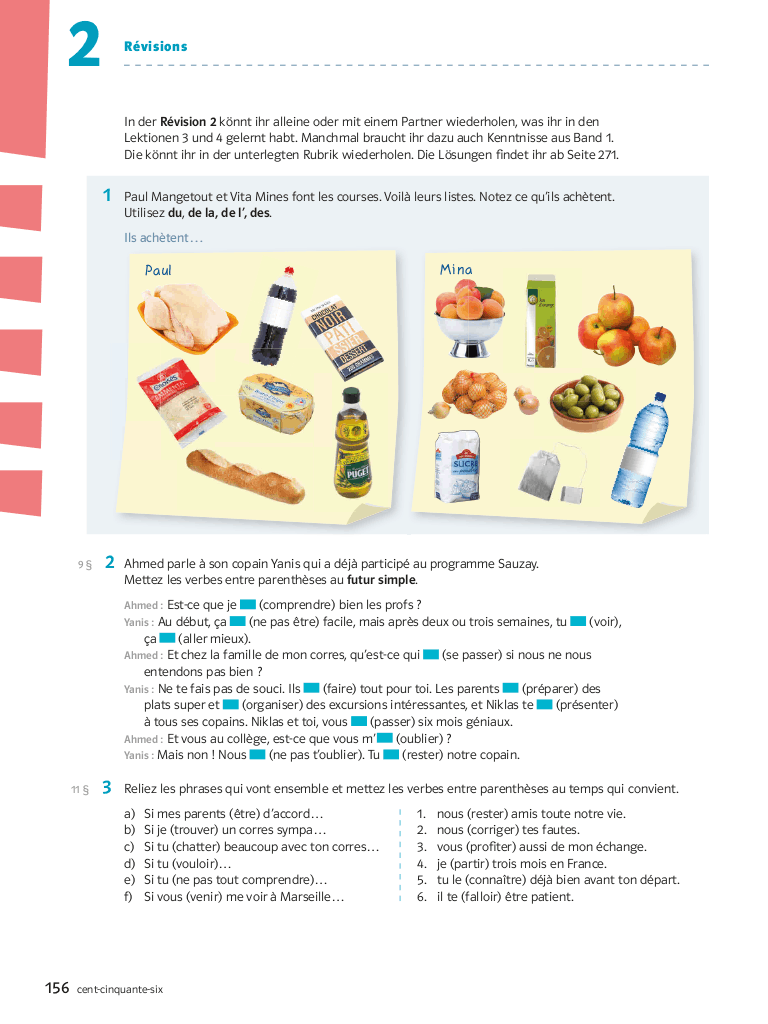 2
Révisions
In der Révision 2 könnt ihr alleine oder mit einem Partner wiederholen, was ihr in den
Lektionen 3 und 4 gelernt habt. Manchmal braucht ihr dazu auch Kenntnisse aus Band 1.
Die könnt ihr in der unterlegten Rubrik wiederholen. Die Lösungen findet ihr ab Seite 271.
1 Paul Mangetout et Vita Mines font les courses. Voilà leurs listes. Notez ce qu'ils achètent.
Utilisez du, de la, de l', des.
Ils achètent…
Paul
CHOCOLAT
NOIR
PATI
SSIER
DESSERT
EMMENTAL
PUGET
Mina
SUCRE
9 § 2 Ahmed parle à son copain Yanis qui a déjà participé au programme Sauzay.
Mettez les verbes entre parenthèses au futur simple.
Ahmed : Est-ce que je (comprendre) bien les profs ?
Yanis : Au début, ça (ne pas être) facile, mais après deux ou trois semaines, tu (voir),
ça (aller mieux).
Ahmed : Et chez la famille de mon corres, qu'est-ce qui (se passer) si nous ne nous
entendons pas bien ?
Yanis : Ne te fais pas de souci. Ils (faire) tout pour toi. Les parents (préparer) des
plats super et (organiser) des excursions intéressantes, et Niklas te (présenter)
à tous ses copains. Niklas et toi, vous (passer) six mois géniaux.
Ahmed : Et vous au collège, est-ce que vous m' (oublier) ?
Yanis : Mais non ! Nous (ne pas t'oublier). Tu (rester) notre copain.
11 § 3 Reliez les phrases qui vont ensemble et mettez les verbes entre parenthèses au temps qui convient.
a) Si mes parents (être) d'accord…
b) Si je (trouver) un corres sympa…
c) Si tu (chatter) beaucoup avec ton corres…
d) Si tu (vouloir)…
e) Si tu (ne pas tout comprendre)…
f) Si vous (venir) me voir à Marseille…
1. nous (rester) amis toute notre vie.
2. nous (corriger) tes fautes.
3. vous (profiter) aussi de mon échange.
4. je (partir) trois mois en France.
5. tu le (connaître) déjà bien avant ton départ.
6. il te (falloir) être patient.
156 cent-cinquante-six